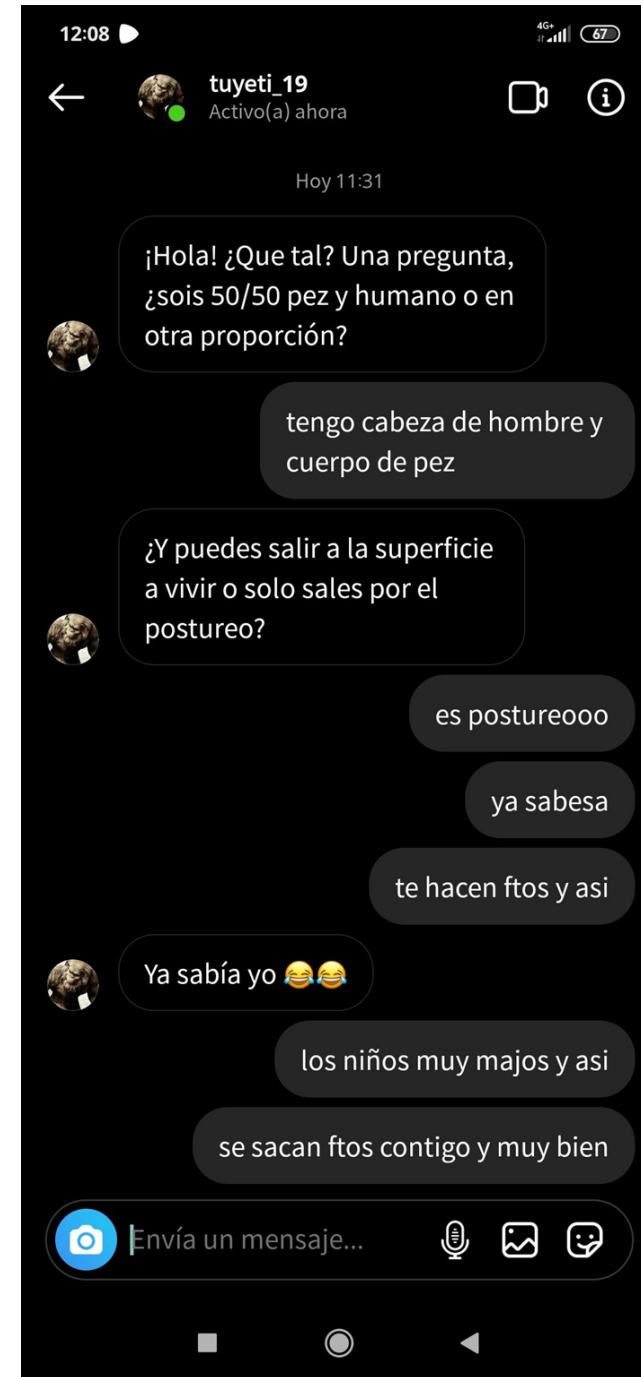 12:08
4G+
67
tuyeti_19
Activo(a) ahora
Hoy 11:31
¡Hola! ¿Que tal? Una pregunta,
¿sois 50/50 pez y humano o en
otra proporción?
tengo cabeza de hombre y
cuerpo de pez
¿Y puedes salir a la superficie
a vivir o solo sales por el
postureo?
es postureooo
ya sabesa
te hacen ftos y asi
Ya sabía yo 😂😂
los niños muy majos y asi
se sacan ftos contigo y muy bien
Envía un mensaje...